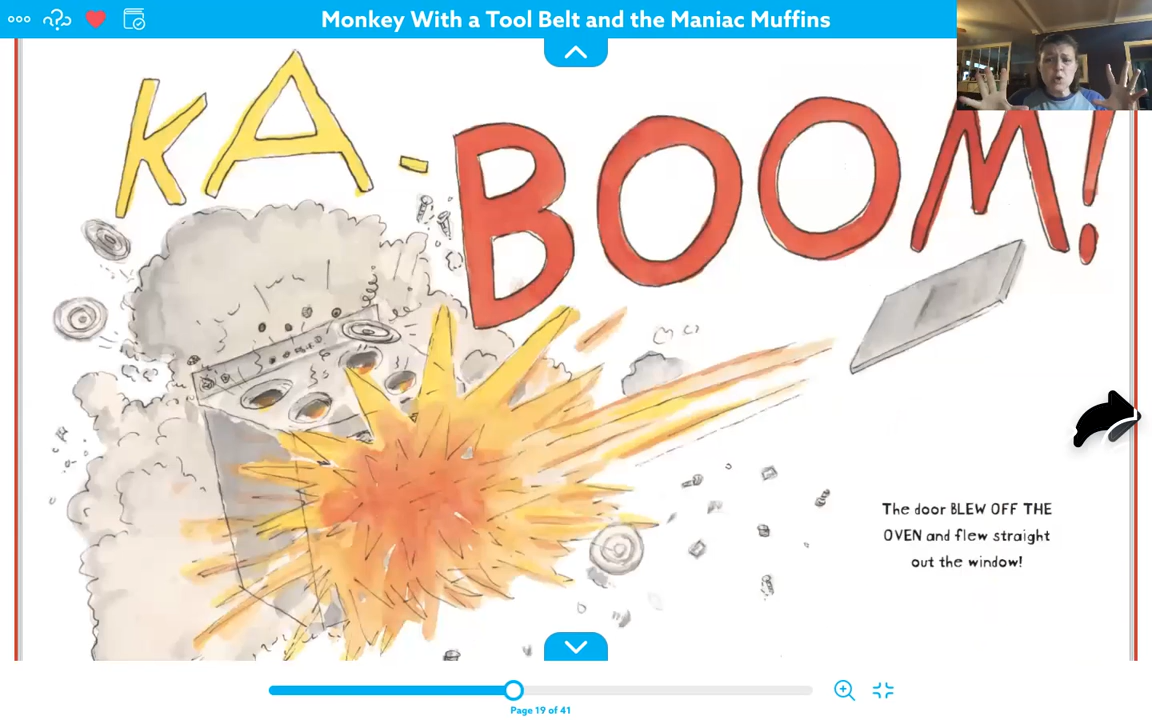 Monkey With a Tool Belt and the Maniac Muffins
KA-BOOM!
The door BLEW OFF THE
OVEN and flew straight
out the window!
Page 19 of 41